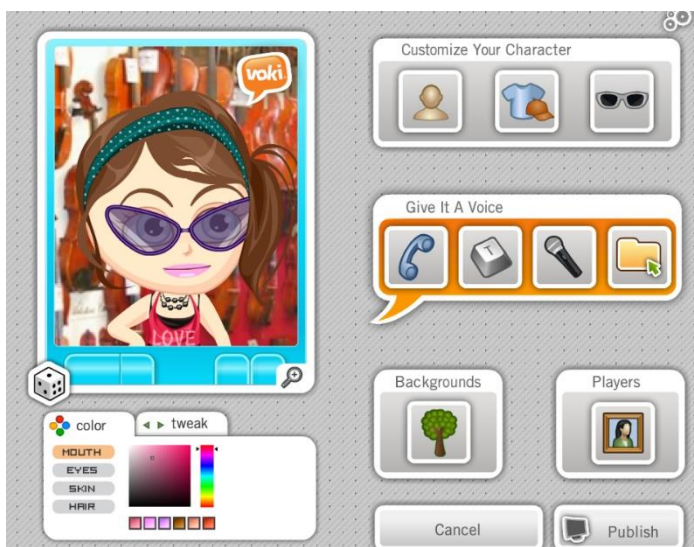 voki
LOVE
Customize Your Character
Give It A Voice
T
Backgrounds
Players
color
tweak
MOUTH
EYES
SKIN
HAIR
Cancel
Publish